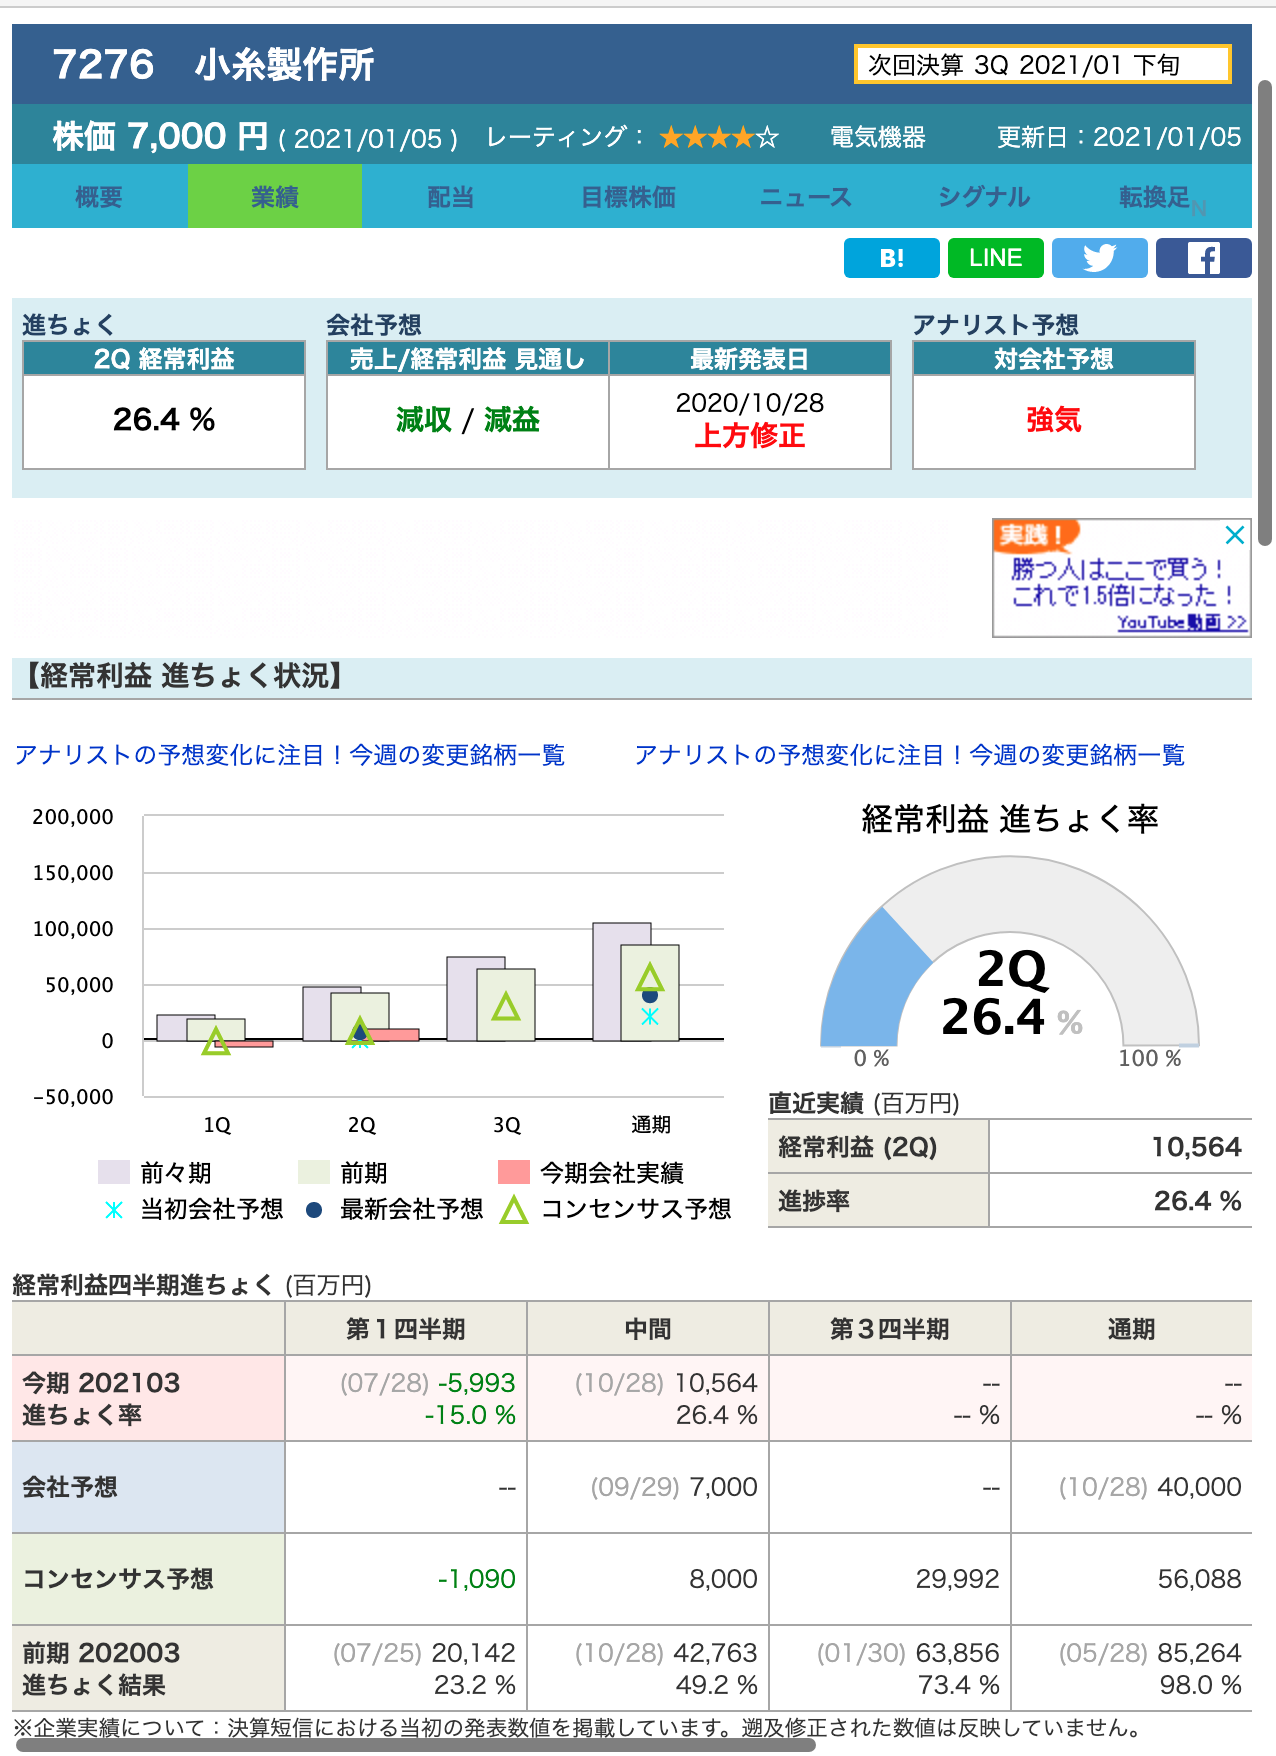 7276 小糸製作所
次回決算 3Q 2021/01 下旬
株価 7,000 円 ( 2021/01/05 ) レーティング： ★★★★☆ 電気機器 更新日：2021/01/05
概要 業績 配当 目標株価 ニュース シグナル 転換足N
B! LINE
進ちょく 会社予想 アナリスト予想
2Q 経常利益 売上/経常利益 見通し 最新発表日 対会社予想
26.4 % 減収 / 減益 2020/10/28 強気
上方修正
実践！
勝つ人はここで買う！
これで1.5倍になった！
YouTube動画 >>
【経常利益 進ちょく状況】
アナリストの予想変化に注目！今週の変更銘柄一覧 アナリストの予想変化に注目！今週の変更銘柄一覧
200,000
150,000
100,000
50,000
0
-50,000
1Q 2Q 3Q 通期
前々期 前期 今期会社実績
当初会社予想 最新会社予想 コンセンサス予想
経常利益 進ちょく率
2Q
26.4 %
0 % 100 %
直近実績 (百万円)
経常利益 (2Q) 10,564
進捗率 26.4 %
経常利益四半期進ちょく (百万円)
第１四半期 中間 第３四半期 通期
今期 202103 (07/28) -5,993 (10/28) 10,564 -- --
進ちょく率 -15.0 % 26.4 % -- % -- %
会社予想 -- (09/29) 7,000 -- (10/28) 40,000
コンセンサス予想 -1,090 8,000 29,992 56,088
前期 202003 (07/25) 20,142 (10/28) 42,763 (01/30) 63,856 (05/28) 85,264
進ちょく結果 23.2 % 49.2 % 73.4 % 98.0 %
※企業実績について：決算短信における当初の発表数値を掲載しています。遡及修正された数値は反映していません。